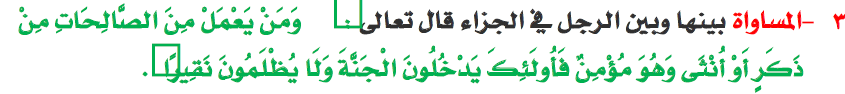 ٣ -المساواة بينها وبين الرجل في الجزاء قال تعالى: وَمَنْ يَعْمَلْ مِنَ الصَّالِحَاتِ مِنْ
ذَكَرٍ أَوْ أُنْثَى وَهُوَ مُؤْمِنٌ فَأُولَئِكَ يَدْخُلُونَ الْجَنَّةَ وَلَا يُظْلَمُونَ نَقِيرًا.